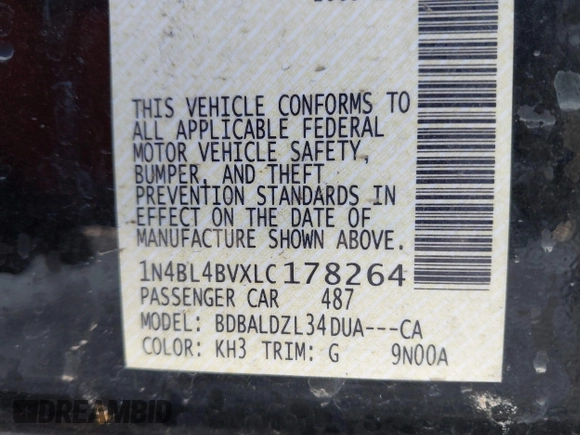 THIS VEHICLE CONFORMS TO
ALL APPLICABLE FEDERAL
MOTOR VEHICLE SAFETY,
BUMPER, AND THEFT
PREVENTION STANDARDS IN
EFFECT ON THE DATE OF
MANUFACTURE SHOWN ABOVE.
1N4BL4BVXLC178264
PASSENGER CAR 487
MODEL: BDBALDZL34DUA---CA
COLOR: KH3 TRIM: G 9N00A
DREAMBID